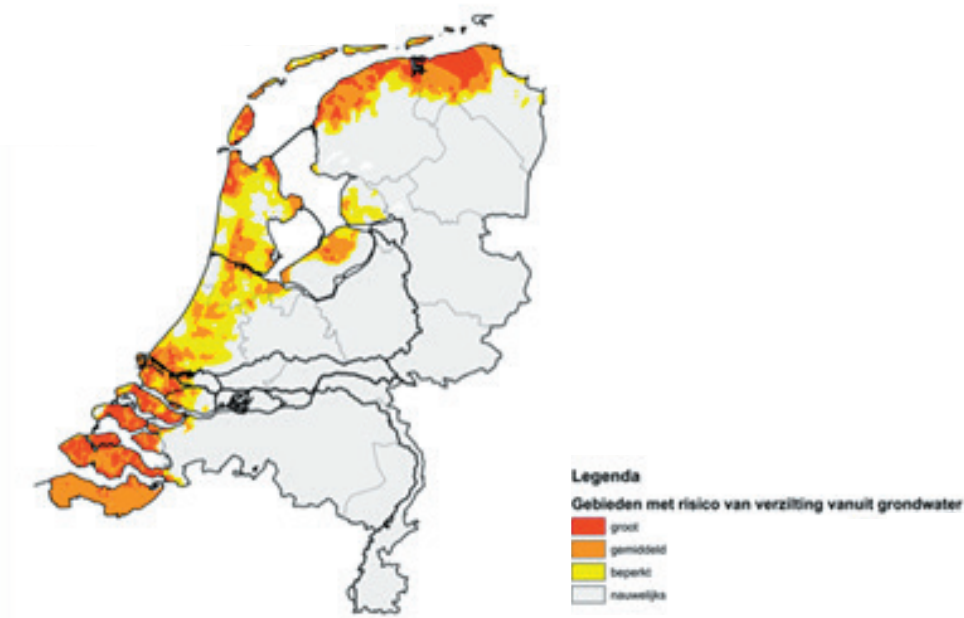 Legenda
Gebieden met risico van verzilting vanuit grondwater
groot
gemiddeld
beperkt
nauwelijks